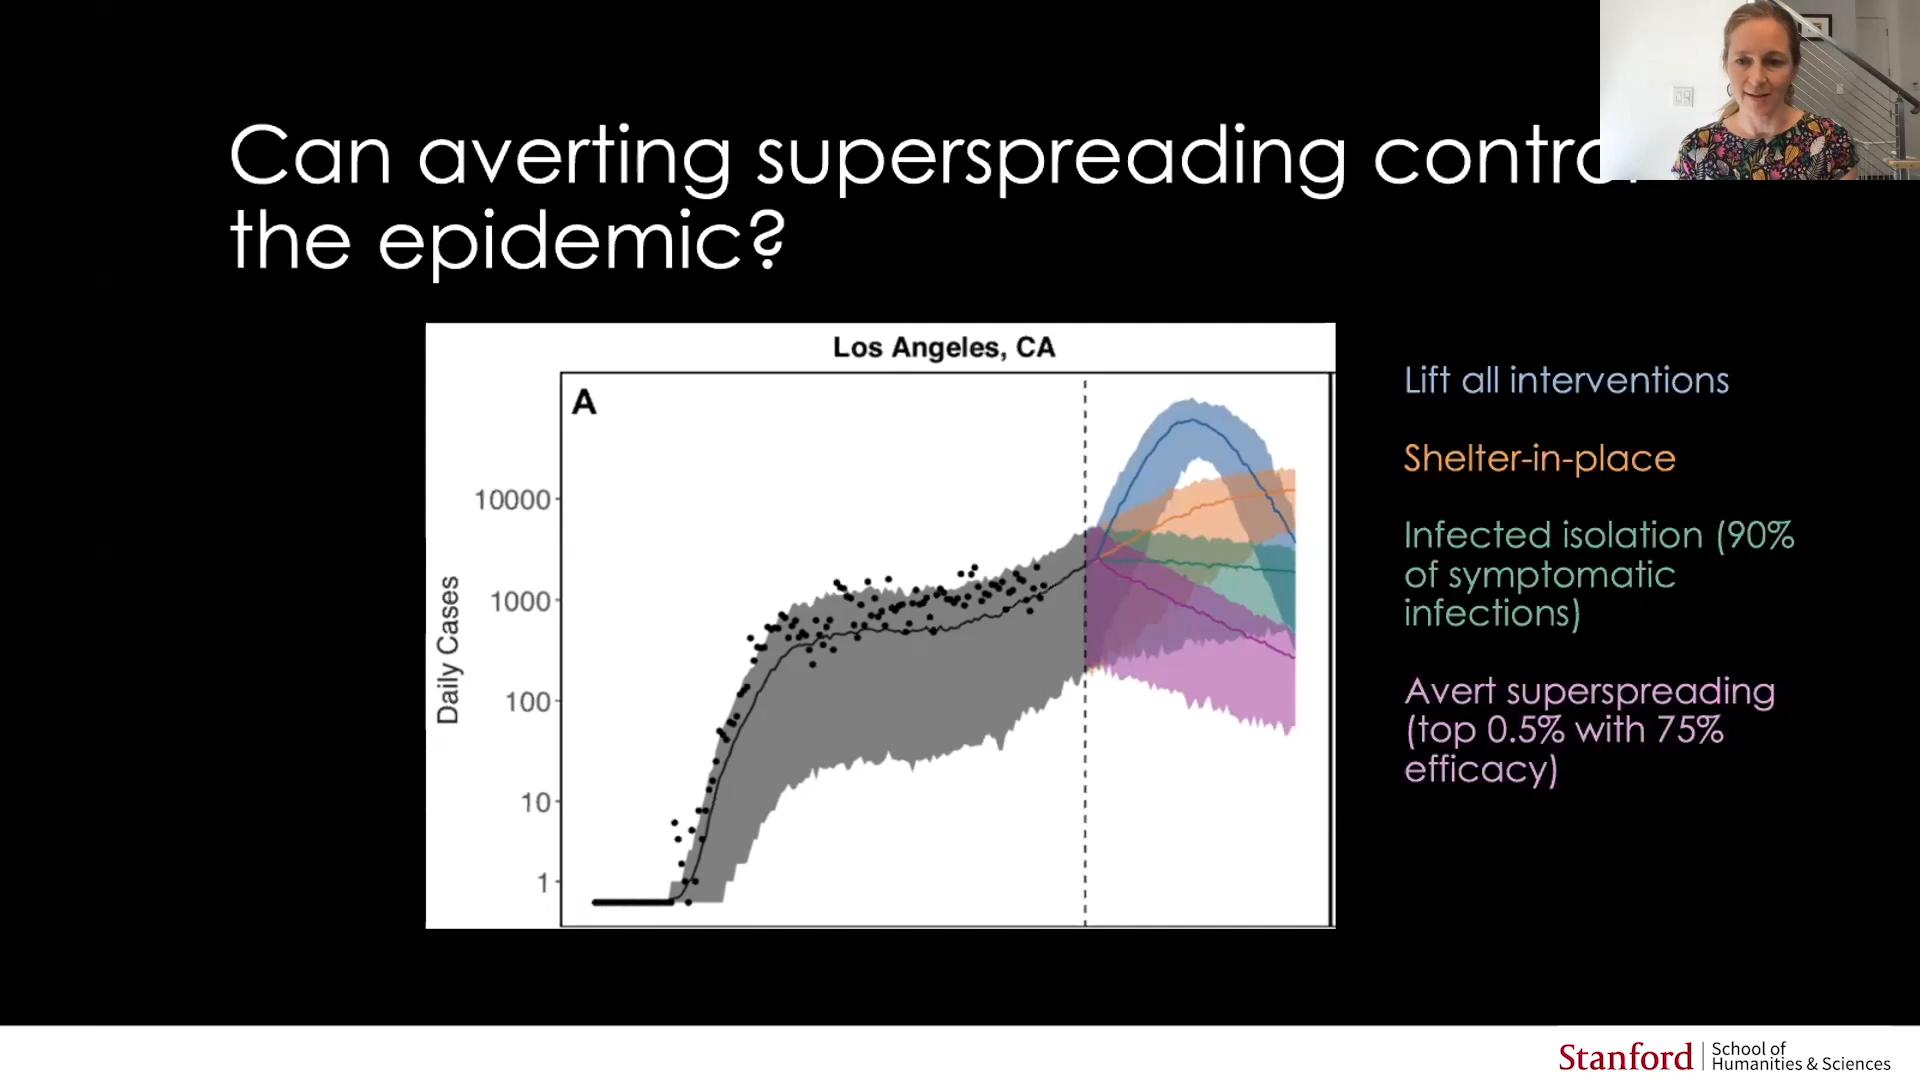 Can averting superspreading
the epidemic?
Los Angeles, CA
A
Daily Cases
10000
1000
100
10
1
Lift all interventions
Shelter-in-place
Infected isolation (90%
of symptomatic
infections)
Avert superspreading
(top 0.5% with 75%
efficacy)
Stanford
School of
Humanities & Sciences